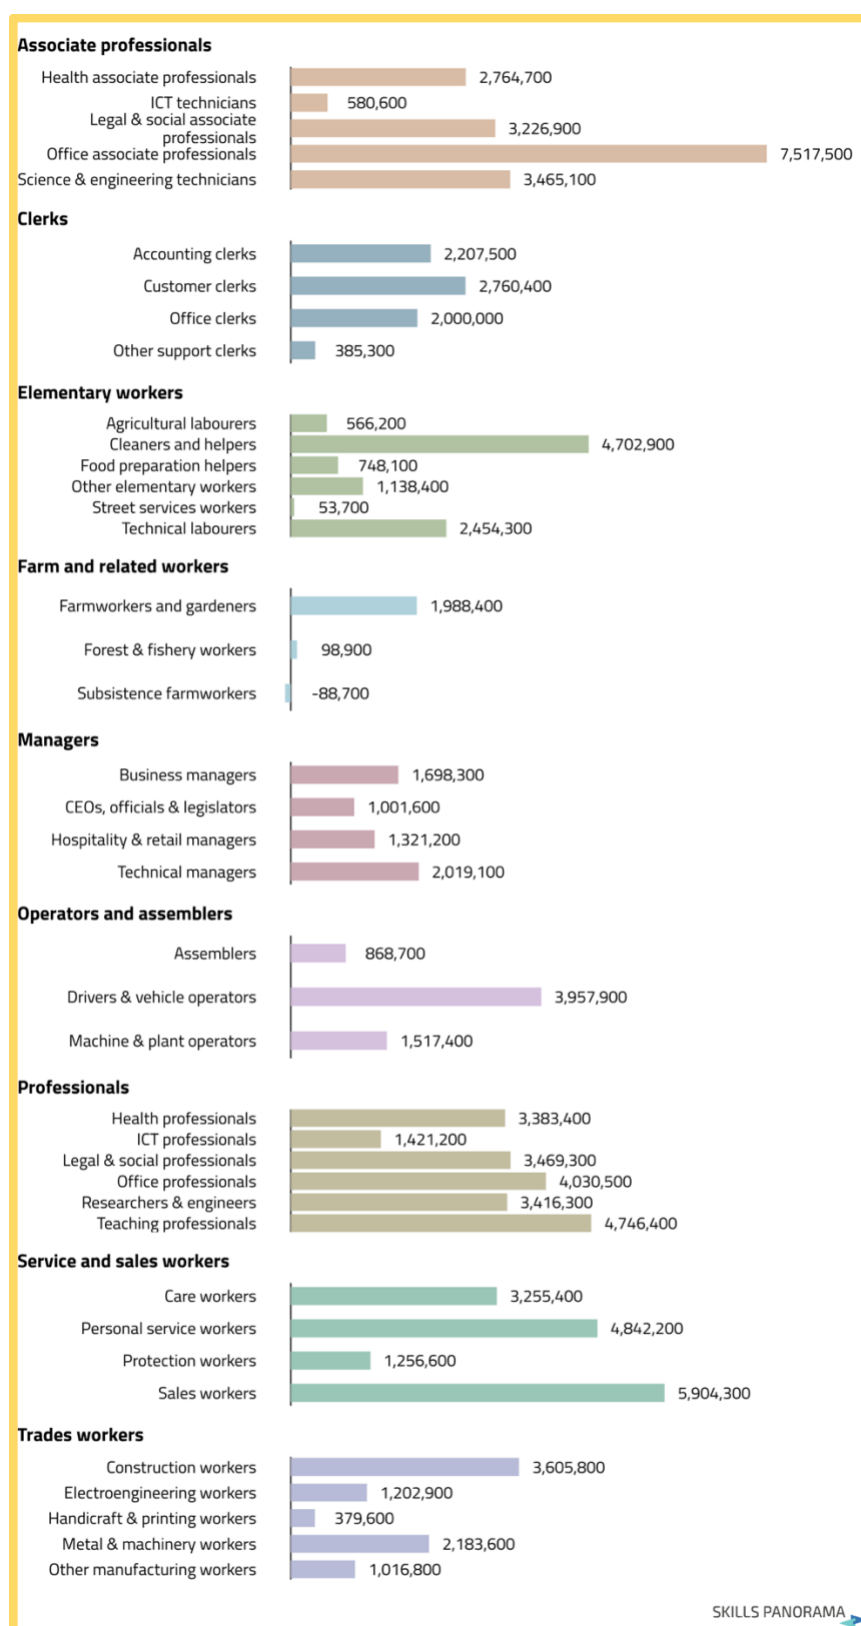 Associate professionals
Health associate professionals 2,764,700
ICT technicians 580,600
Legal & social associate
professionals 3,226,900
Office associate professionals 7,517,500
Science & engineering technicians 3,465,100
Clerks
Accounting clerks 2,207,500
Customer clerks 2,760,400
Office clerks 2,000,000
Other support clerks 385,300
Elementary workers
Agricultural labourers 566,200
Cleaners and helpers 4,702,900
Food preparation helpers 748,100
Other elementary workers 1,138,400
Street services workers 53,700
Technical labourers 2,454,300
Farm and related workers
Farmworkers and gardeners 1,988,400
Forest & fishery workers 98,900
Subsistence farmworkers -88,700
Managers
Business managers 1,698,300
CEOs, officials & legislators 1,001,600
Hospitality & retail managers 1,321,200
Technical managers 2,019,100
Operators and assemblers
Assemblers 868,700
Drivers & vehicle operators 3,957,900
Machine & plant operators 1,517,400
Professionals
Health professionals 3,383,400
ICT professionals 1,421,200
Legal & social professionals 3,469,300
Office professionals 4,030,500
Researchers & engineers 3,416,300
Teaching professionals 4,746,400
Service and sales workers
Care workers 3,255,400
Personal service workers 4,842,200
Protection workers 1,256,600
Sales workers 5,904,300
Trades workers
Construction workers 3,605,800
Electroengineering workers 1,202,900
Handicraft & printing workers 379,600
Metal & machinery workers 2,183,600
Other manufacturing workers 1,016,800
SKILLS PANORAMA